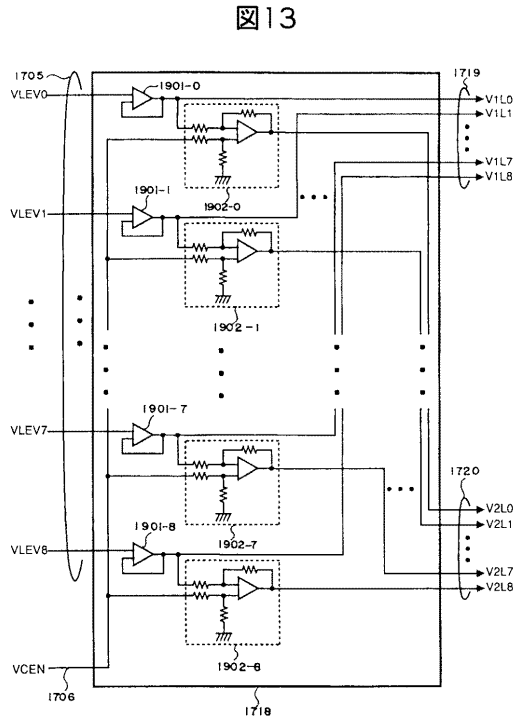 図13
1705
1901-0
1719
VLEV0
V1L0
V1L1
V1L7
V1L8
1902-0
1901-1
VLEV1
1902-1
1901-7
VLEV7
1720
1902-7
V2L0
V2L1
1901-8
VLEV8
V2L7
V2L8
1902-8
VCEN
1706
1718